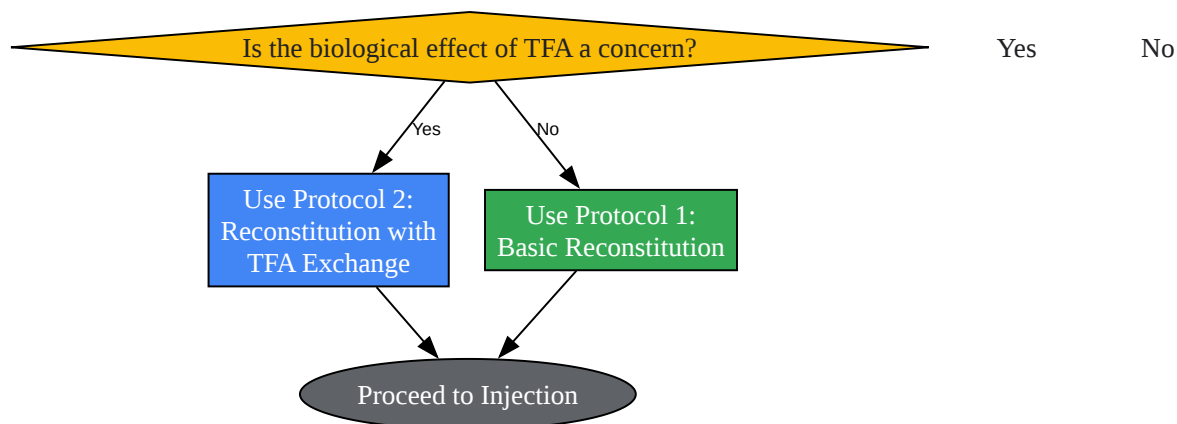 Is the biological effect of TFA a concern?
Yes
No
Yes
No
Use Protocol 2:
Reconstitution with
TFA Exchange
Use Protocol 1:
Basic Reconstitution
Proceed to Injection